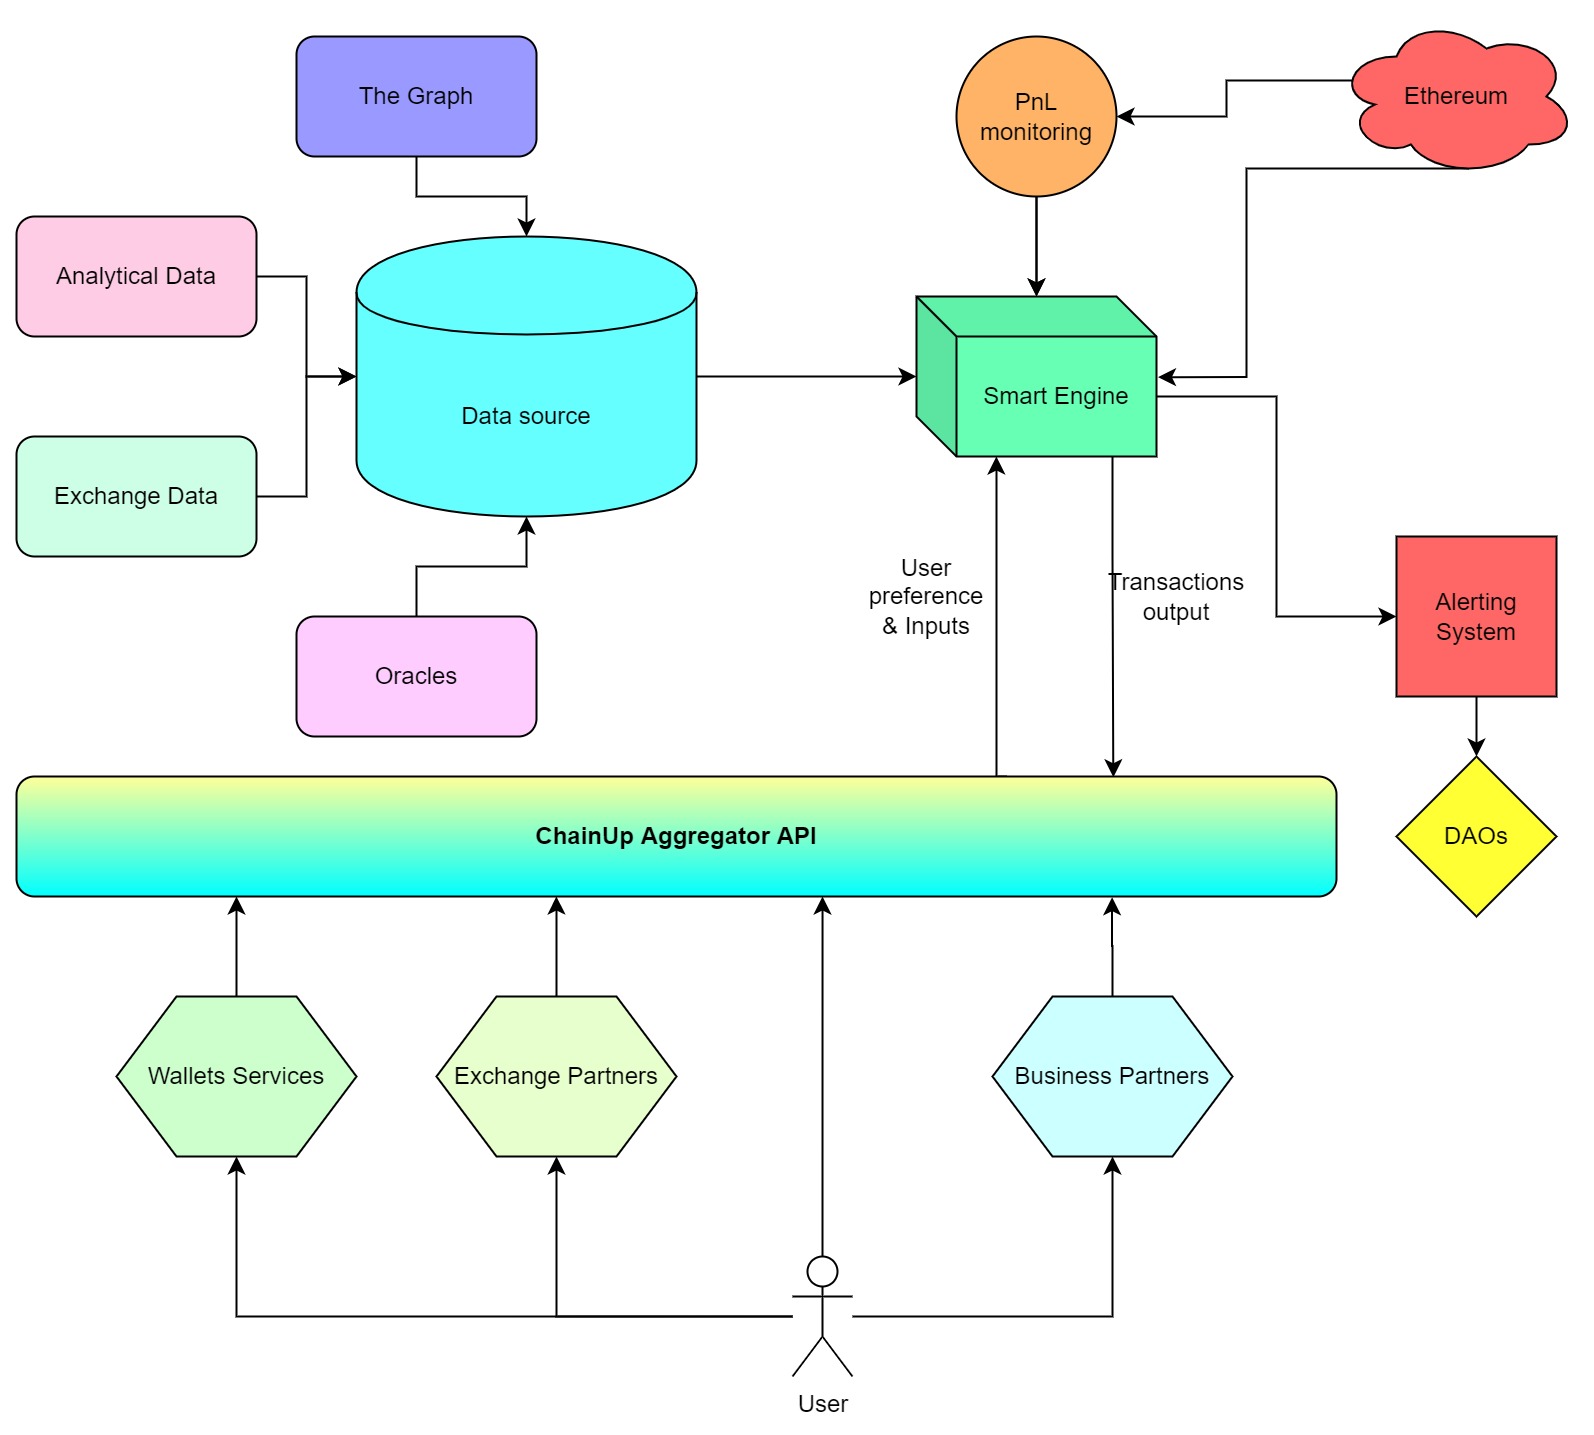 The Graph
PnL
monitoring
Ethereum
Analytical Data
Data source
Smart Engine
Exchange Data
User
preference
& Inputs
Transactions
output
Alerting
System
Oracles
ChainUp Aggregator API
DAOs
Wallets Services
Exchange Partners
Business Partners
User